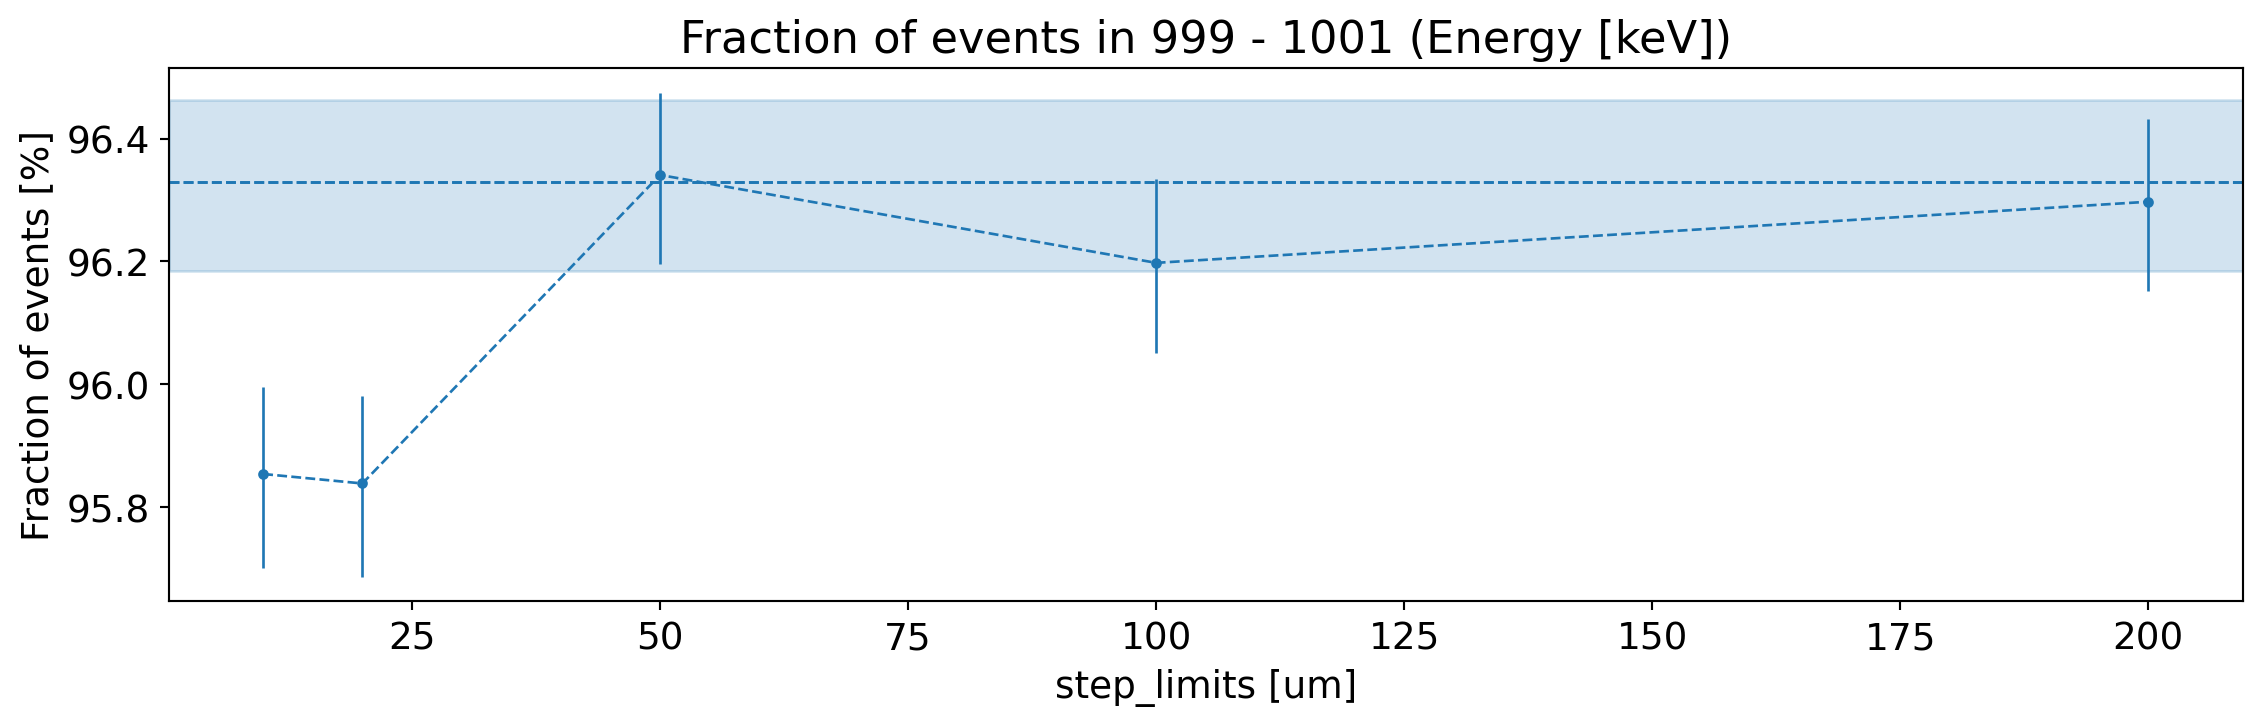 Fraction of events in 999 - 1001 (Energy [keV])
Fraction of events [%]
96.4
96.2
96.0
95.8
25 50 75 100 125 150 175 200
step_limits [um]